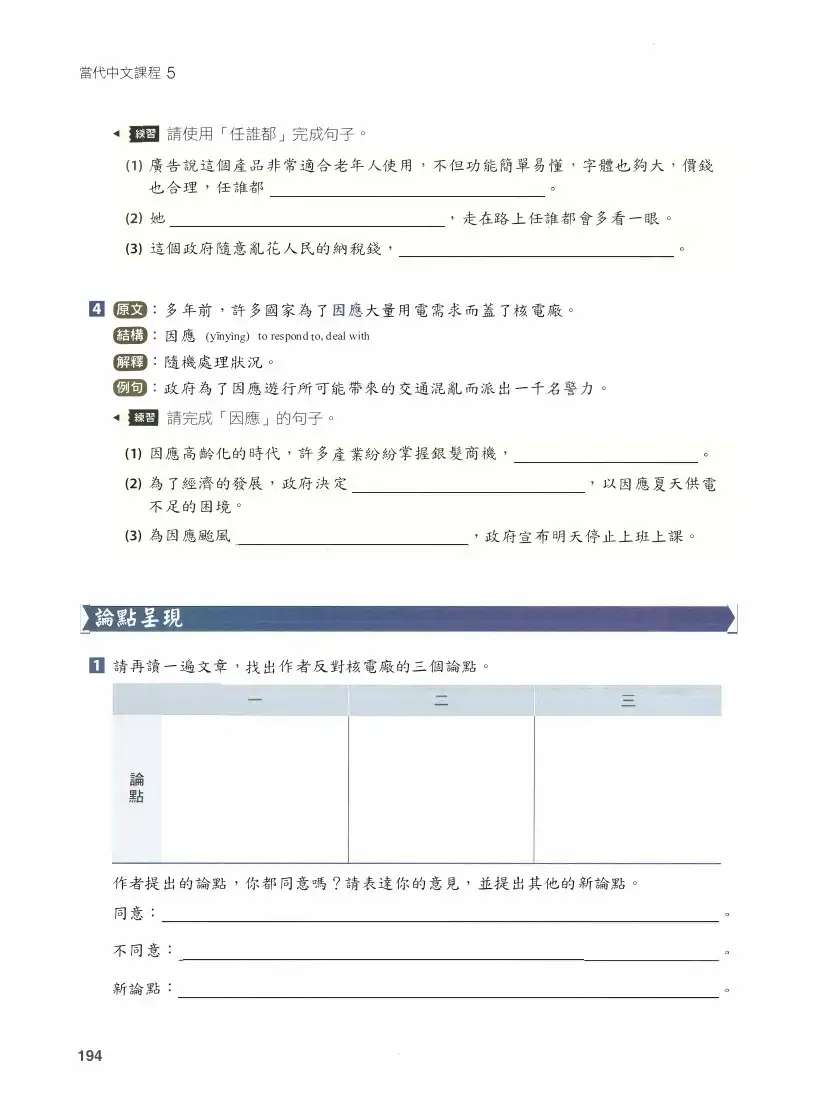 當代中文課程 5
練習 請使用「任誰都」完成句子。
(1) 廣告說這個產品非常適合老年人使用,不但功能簡單易懂,字體也夠大,價錢
也合理,任誰都 。
(2) 她 ,走在路上任誰都會多看一眼。
(3) 這個政府隨意亂花人民的納稅錢, 。
4 原文:多年前,許多國家為了因應大量用電需求而蓋了核電廠。
結構:因應 (yīnyìng) to respond to, deal with
解釋:隨機處理狀況。
例句:政府為了因應遊行所可能帶來的交通混亂而派出一千名警力。
練習 請完成「因應」的句子。
(1) 因應高齡化的時代,許多產業紛紛掌握銀髮商機, 。
(2) 為了經濟的發展,政府決定 ,以因應夏天供電
不足的困境。
(3) 為因應颱風 ,政府宣布明天停止上班上課。
論點呈現
1 請再讀一遍文章,找出作者反對核電廠的三個論點。
一 二 三
論點
作者提出的論點,你都同意嗎?請表達你的意見,並提出其他的新論點。
同意: 。
不同意: 。
新論點: 。
194